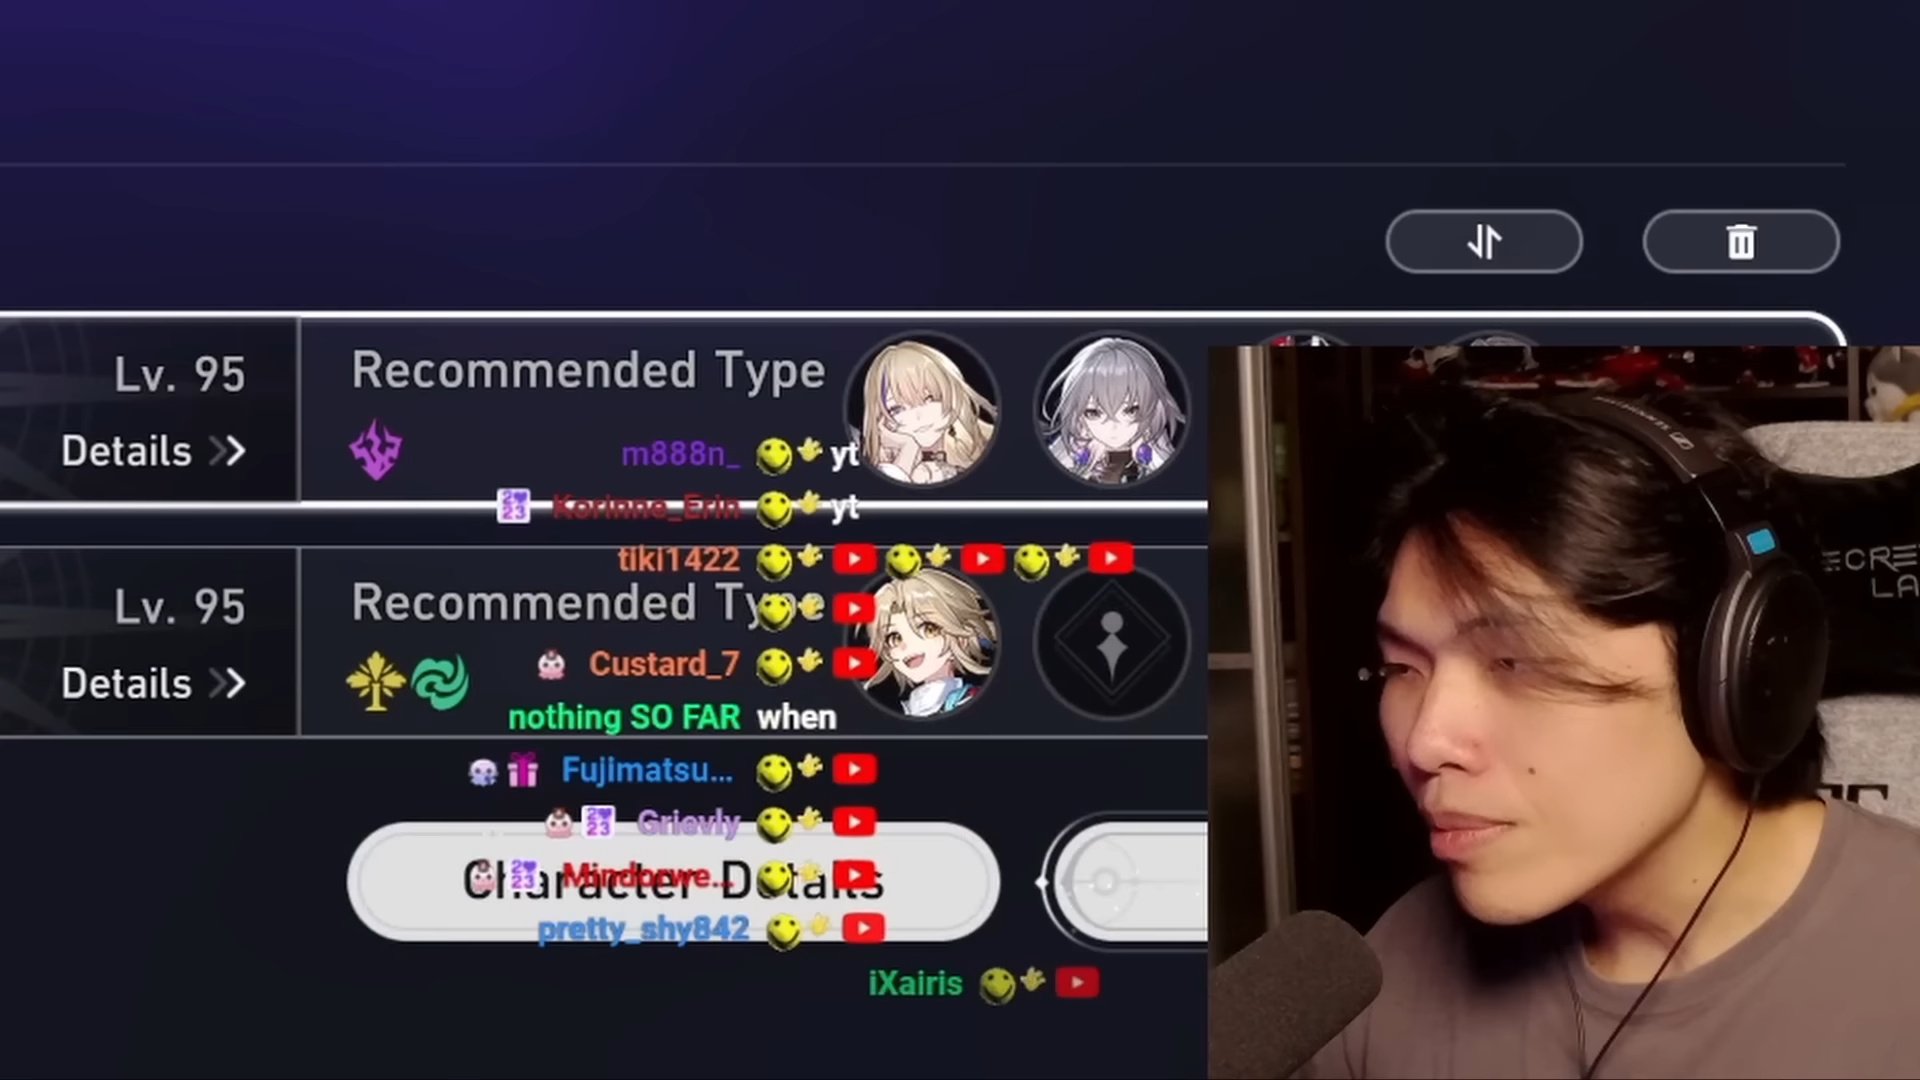 Lv. 95
Details
Recommended Type
m888n_ yt
Korinne_Erin yt
tiki1422
Lv. 95
Details
Recommended Type
Custard_7
nothing SO FAR when
Fujimatsu...
Grievly
Mindorwe...
Character Details
pretty_shy842
iXairis